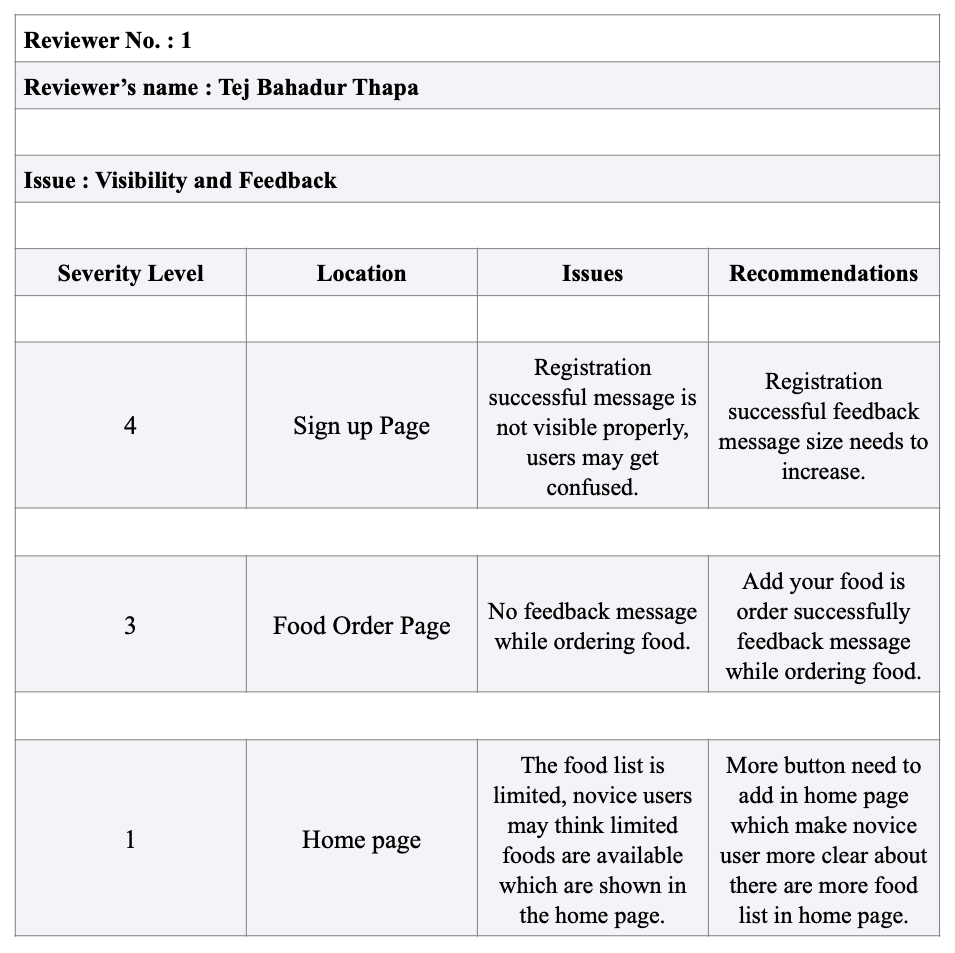 Reviewer No. : 1
Reviewer’s name : Tej Bahadur Thapa
Issue : Visibility and Feedback
Severity Level
Location
Issues
Recommendations
4
Sign up Page
Registration
successful message is
not visible properly,
users may get
confused.
Registration
successful feedback
message size needs to
increase.
3
Food Order Page
No feedback message
while ordering food.
Add your food is
order successfully
feedback message
while ordering food.
1
Home page
The food list is
limited, novice users
may think limited
foods are available
which are shown in
the home page.
More button need to
add in home page
which make novice
user more clear about
there are more food
list in home page.